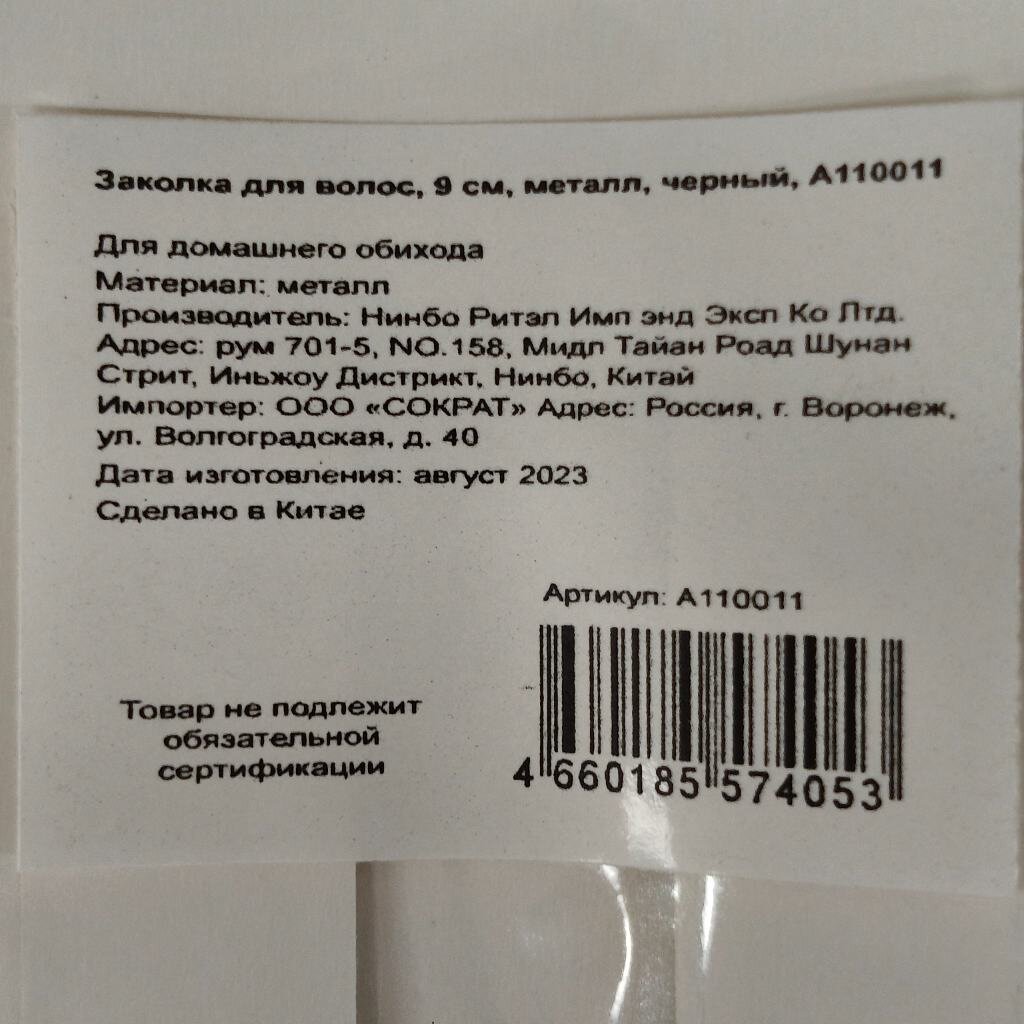 Заколка для волос, 9 см, металл, черный, А110011
Для домашнего обихода
Материал: металл
Производитель: Нинбо Ритэл Имп энд Эксп Ко Лтд.
Адрес: рум 701-5, NO.158, Мидл Тайан Роад Шунан
Стрит, Иньжоу Дистрикт, Нинбо, Китай
Импортер: ООО «СОКРАТ» Адрес: Россия, г. Воронеж,
ул. Волгоградская, д. 40
Дата изготовления: август 2023
Сделано в Китае
Артикул: А110011
Товар не подлежит
обязательной
сертификации
4 660185 574053